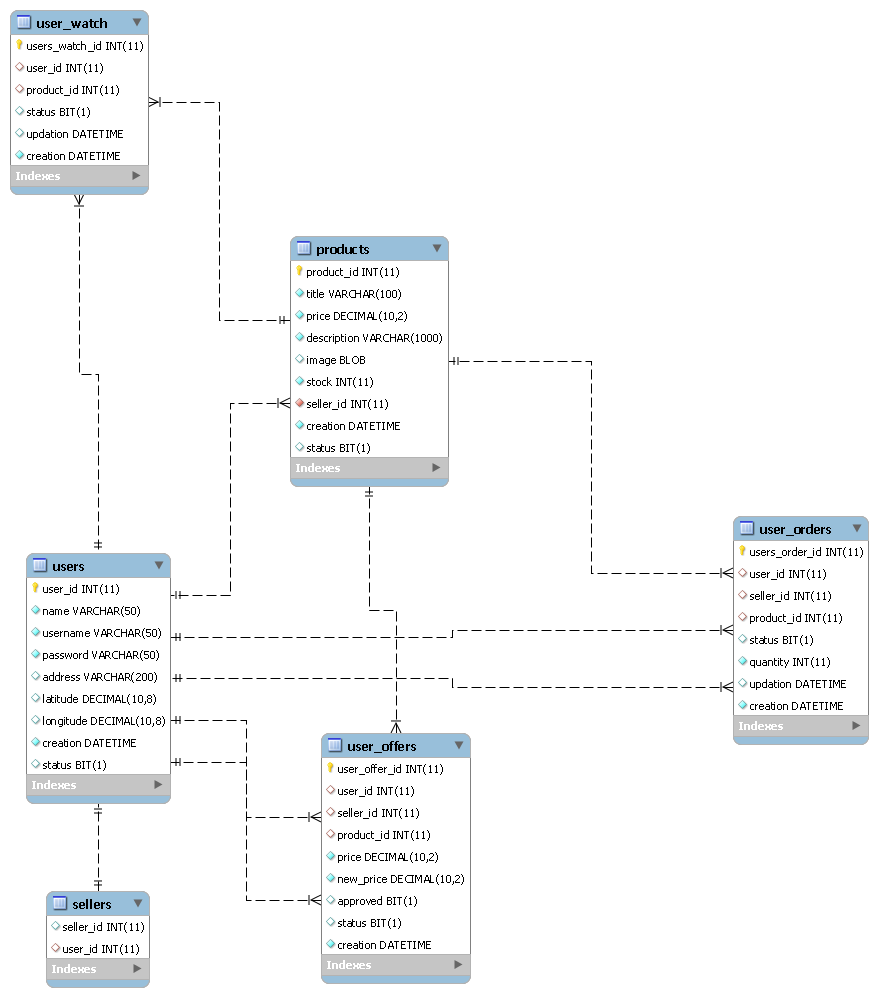 user_watch
users_watch_id INT(11)
user_id INT(11)
product_id INT(11)
status BIT(1)
updation DATETIME
creation DATETIME
Indexes
products
product_id INT(11)
title VARCHAR(100)
price DECIMAL(10,2)
description VARCHAR(1000)
image BLOB
stock INT(11)
seller_id INT(11)
creation DATETIME
status BIT(1)
Indexes
user_orders
users_order_id INT(11)
user_id INT(11)
seller_id INT(11)
product_id INT(11)
status BIT(1)
quantity INT(11)
updation DATETIME
creation DATETIME
Indexes
users
user_id INT(11)
name VARCHAR(50)
username VARCHAR(50)
password VARCHAR(50)
address VARCHAR(200)
latitude DECIMAL(10,8)
longitude DECIMAL(10,8)
creation DATETIME
status BIT(1)
Indexes
user_offers
user_offer_id INT(11)
user_id INT(11)
seller_id INT(11)
product_id INT(11)
price DECIMAL(10,2)
new_price DECIMAL(10,2)
approved BIT(1)
status BIT(1)
creation DATETIME
Indexes
sellers
seller_id INT(11)
user_id INT(11)
Indexes